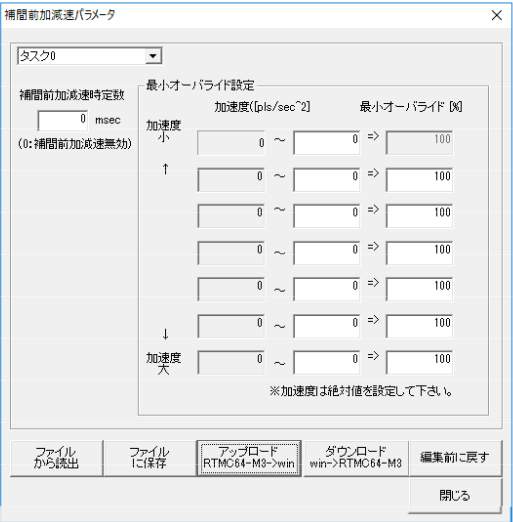 補間前加減速パラメータ
タスク0
補間前加減速時定数
0 msec
(0:補間前加減速無効)
最小オーバライド設定
加速度([pls/sec^2] 最小オーバライド [%]
加速度
小
0 ～ 0 => 100
↑
0 ～ 0 => 100
0 ～ 0 => 100
0 ～ 0 => 100
0 ～ 0 => 100
↓
0 ～ 0 => 100
加速度
大
0 ～ 0 => 100
※加速度は絶対値を設定して下さい。
ファイル
から読出
ファイル
に保存
アップロード
RTMC64-M3->win
ダウンロード
win->RTMC64-M3
編集前に戻す
閉じる